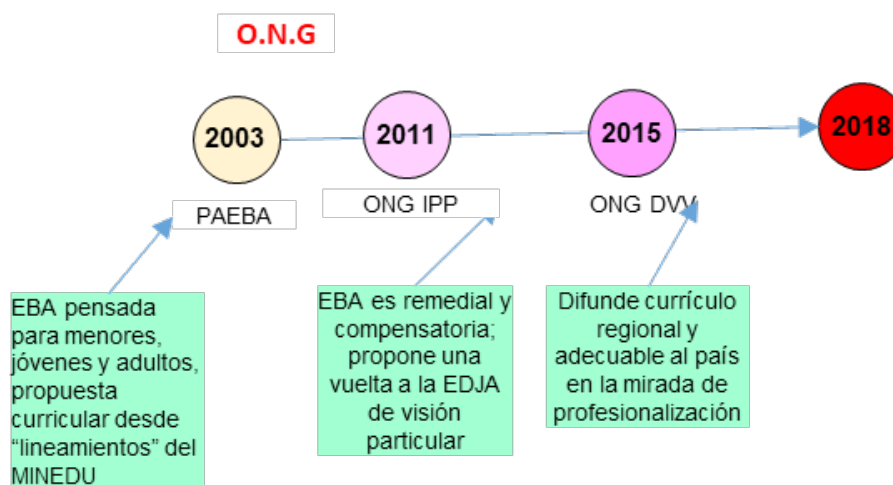 O.N.G
2003
2011
2015
2018
PAEBA
ONG IPP
ONG DVV
EBA pensada
para menores,
jóvenes y adultos,
propuesta
curricular desde
“lineamientos” del
MINEDU
EBA es remedial y
compensatoria;
propone una
vuelta a la EDJA
de visión
particular
Difunde currículo
regional y
adecuable al país
en la mirada de
profesionalización